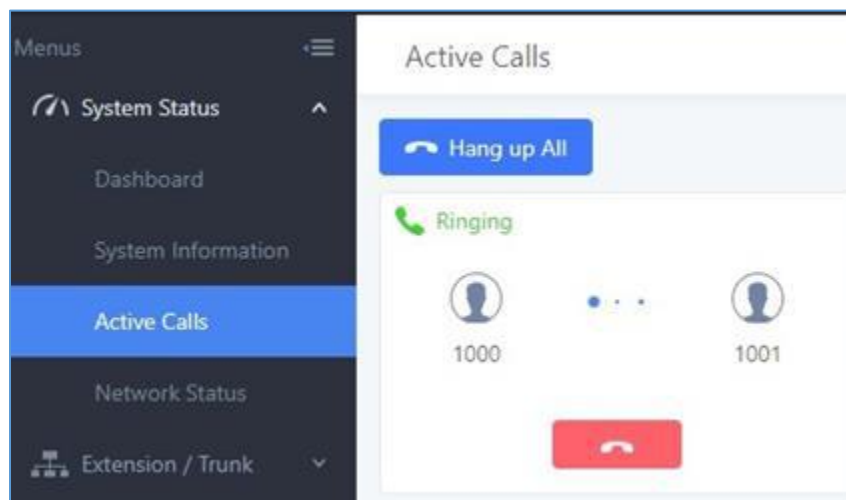 Menus
System Status
Dashboard
System Information
Active Calls
Network Status
Extension / Trunk
Active Calls
Hang up All
Ringing
1000
1001